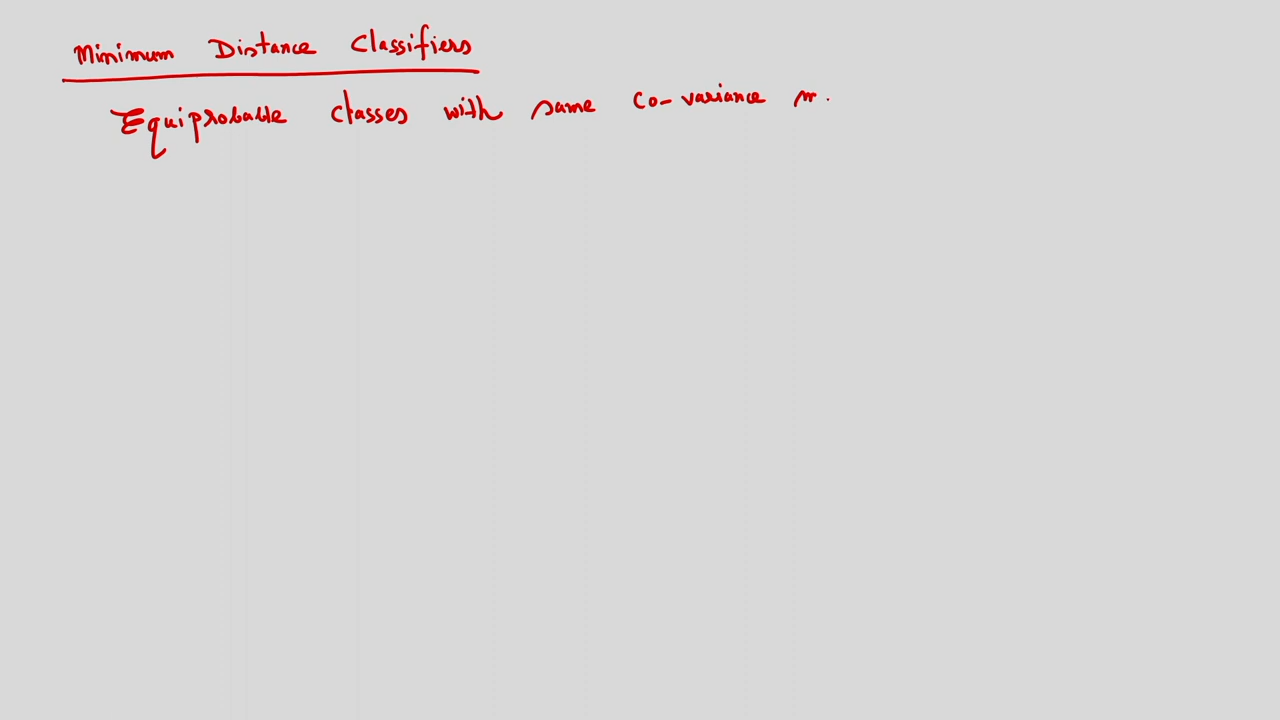 Minimum Distance Classifiers
Equiprobable classes with same co-variance m.